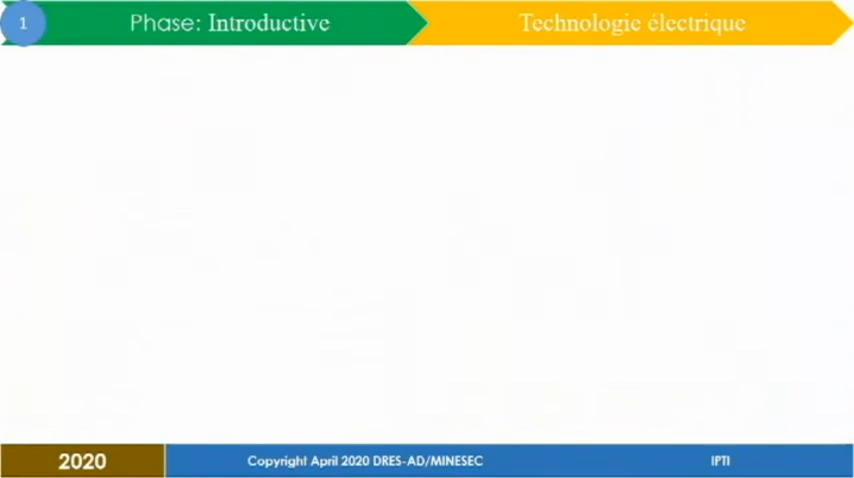 1 Phase: Introductive Technologie électrique
2020 Copyright April 2020 DRES-AD/MINESEC IPTI